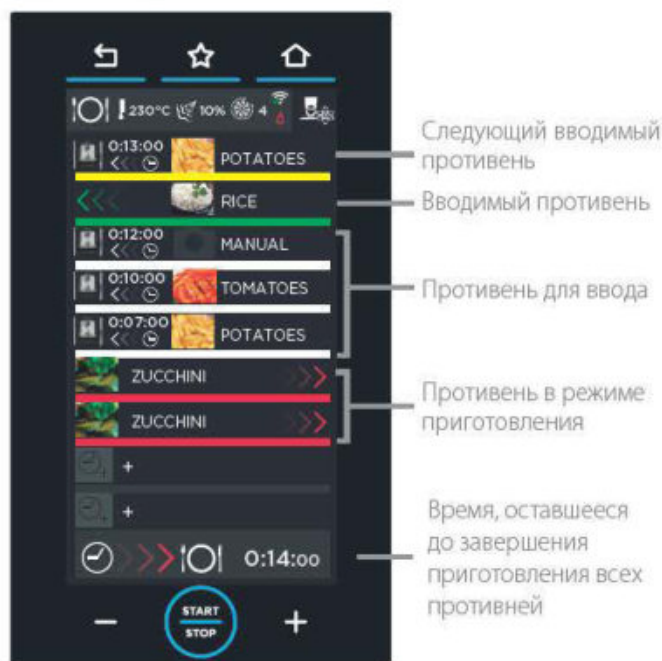 230°C 10% 4
0:13:00
POTATOES
RICE
0:12:00
MANUAL
0:10:00
TOMATOES
0:07:00
POTATOES
ZUCCHINI
ZUCCHINI
+
+
0:14:00
−
START
STOP
+
Следующий вводимый
противень
Вводимый противень
Противень для ввода
Противень в режиме
приготовления
Время, оставшееся
до завершения
приготовления всех
противней